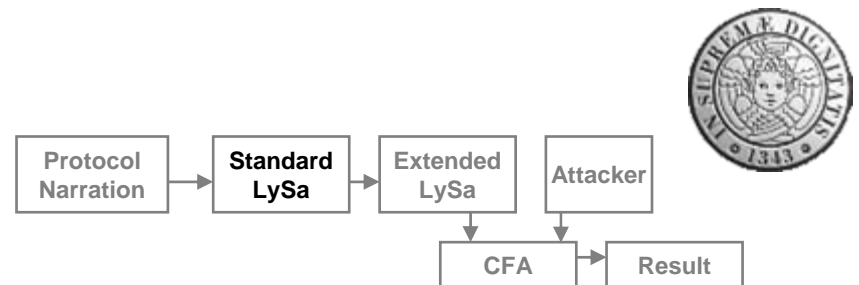 IN SUPREMÆ DIGNITATIS
1343
Protocol Narration
Standard LySa
Extended LySa
Attacker
CFA
Result